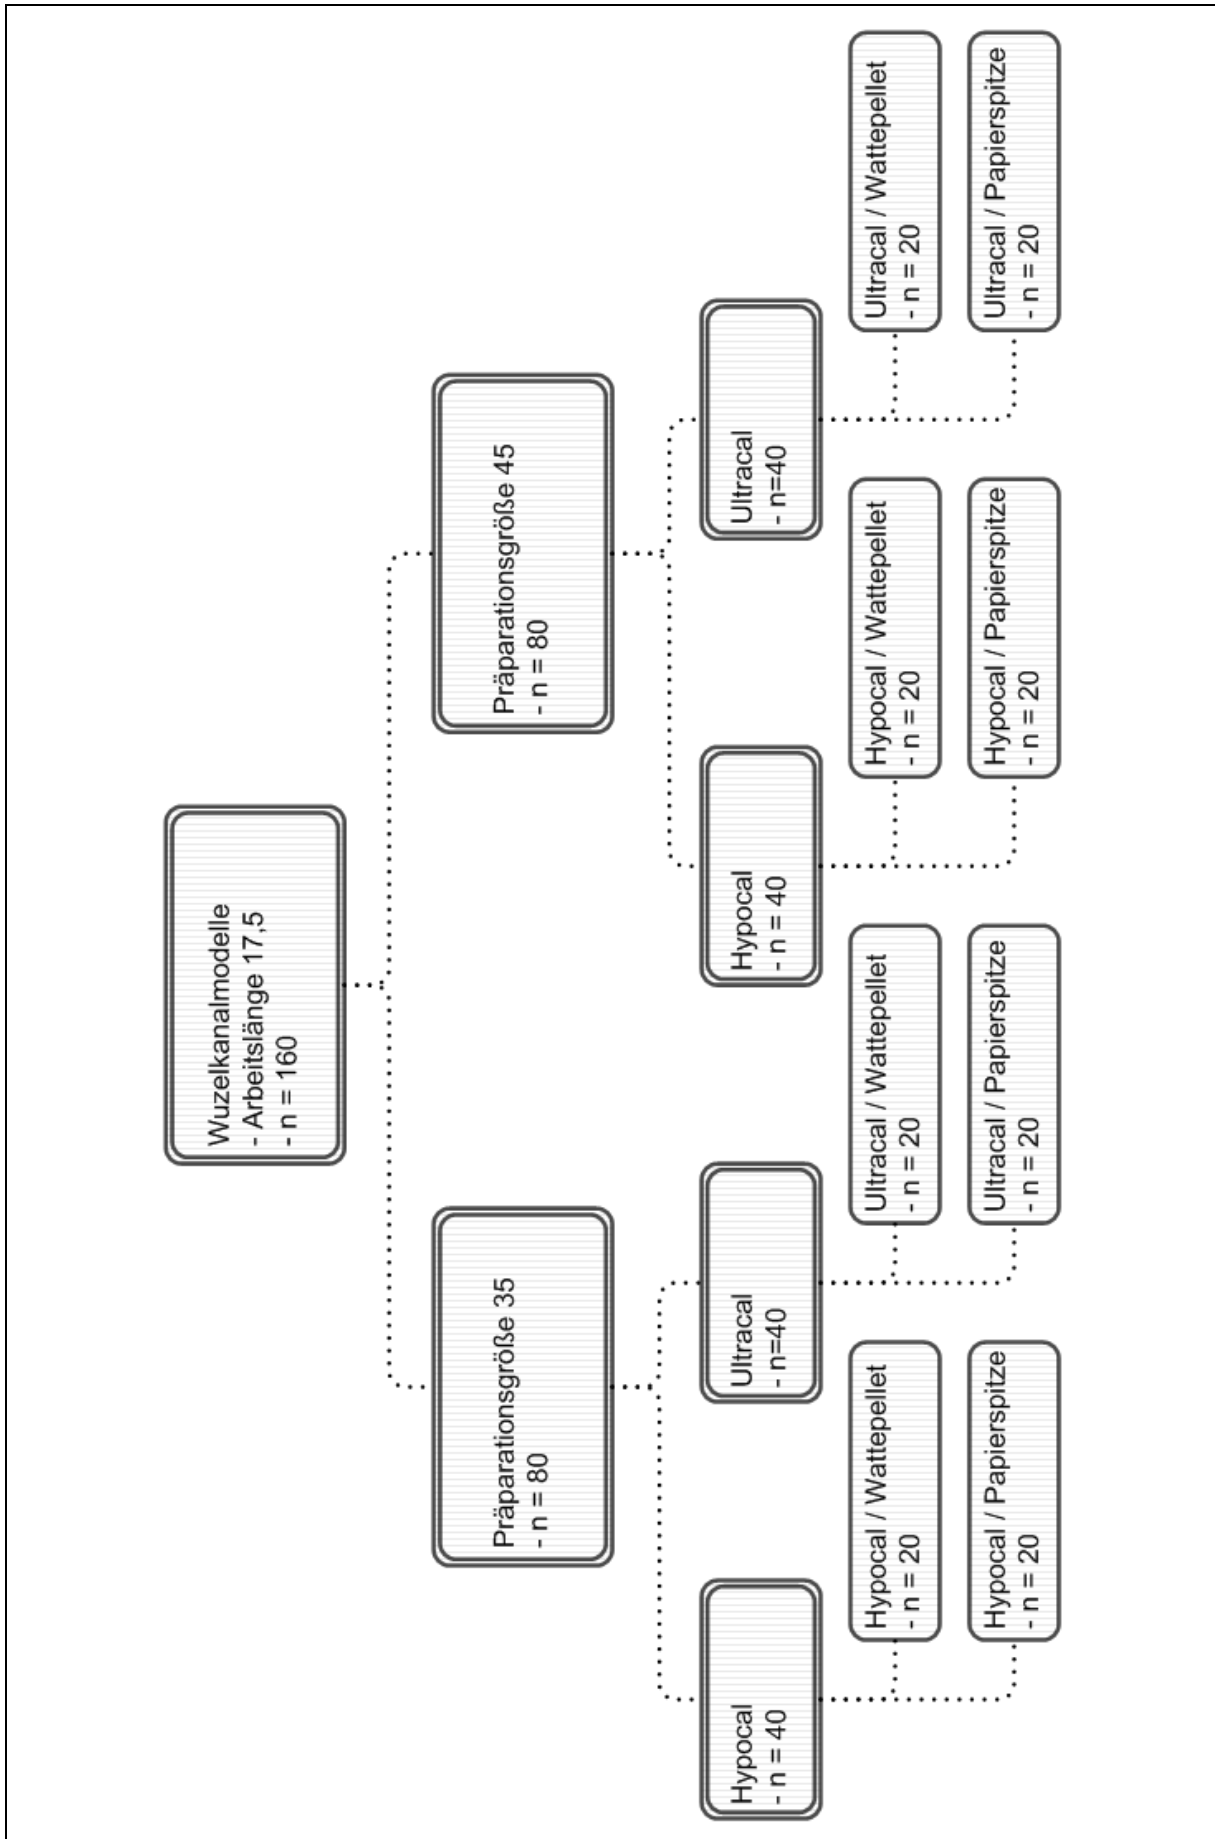 Wuzelkanalmodelle
- Arbeitslänge 17,5
- n = 160
Präparationsgröße 35
- n = 80
Präparationsgröße 45
- n = 80
Hypocal
- n = 40
Ultracal
- n=40
Hypocal
- n = 40
Ultracal
- n=40
Hypocal / Wattepellet
- n = 20
Ultracal / Wattepellet
- n = 20
Hypocal / Wattepellet
- n = 20
Ultracal / Wattepellet
- n = 20
Hypocal / Papierspitze
- n = 20
Ultracal / Papierspitze
- n = 20
Hypocal / Papierspitze
- n = 20
Ultracal / Papierspitze
- n = 20